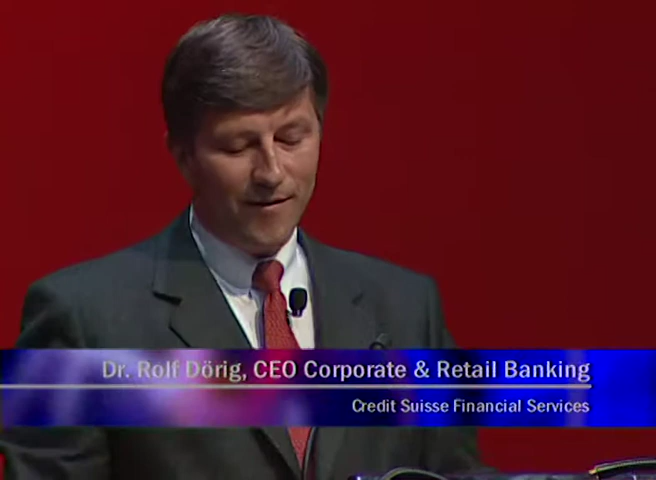 Dr. Rolf Dörig, CEO Corporate & Retail Banking
Credit Suisse Financial Services